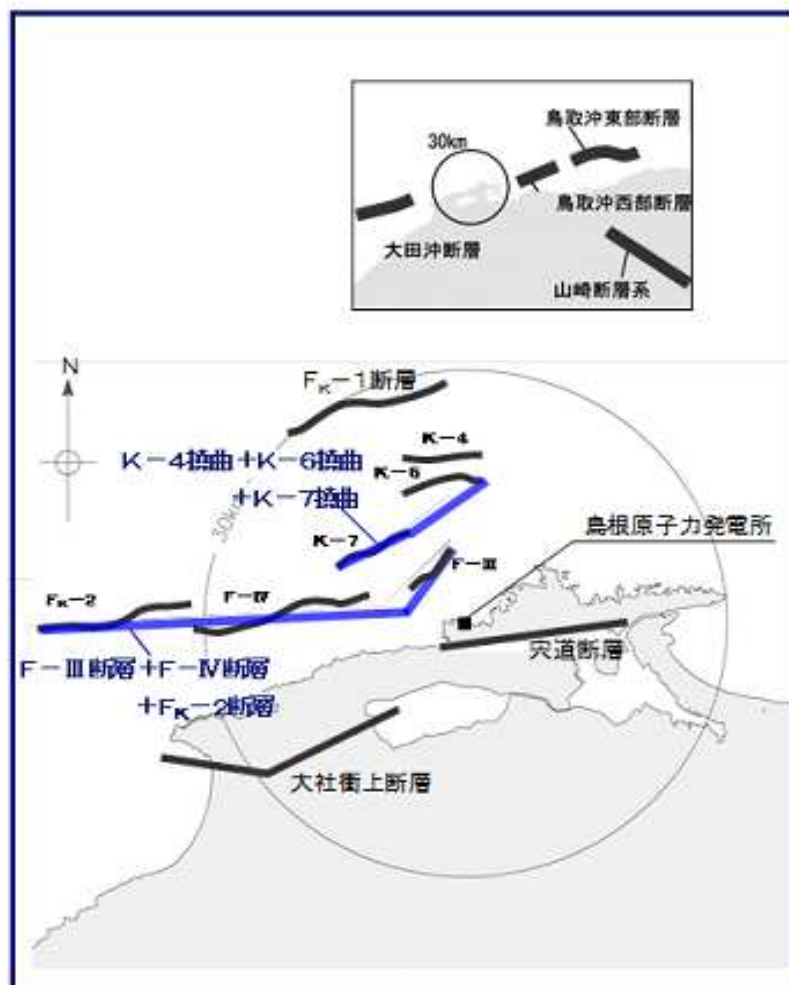 鳥取沖東部断層
30km
鳥取沖西部断層
大田沖断層
山崎断層系
N
FK－1断層
K－4撓曲＋K－6撓曲
＋K－7撓曲
K－4
K－6
K－7
30km
島根原子力発電所
F－Ⅲ
FK－2
F－Ⅳ
宍道断層
F－Ⅲ断層＋F－Ⅳ断層
＋FK－2断層
大社衝上断層